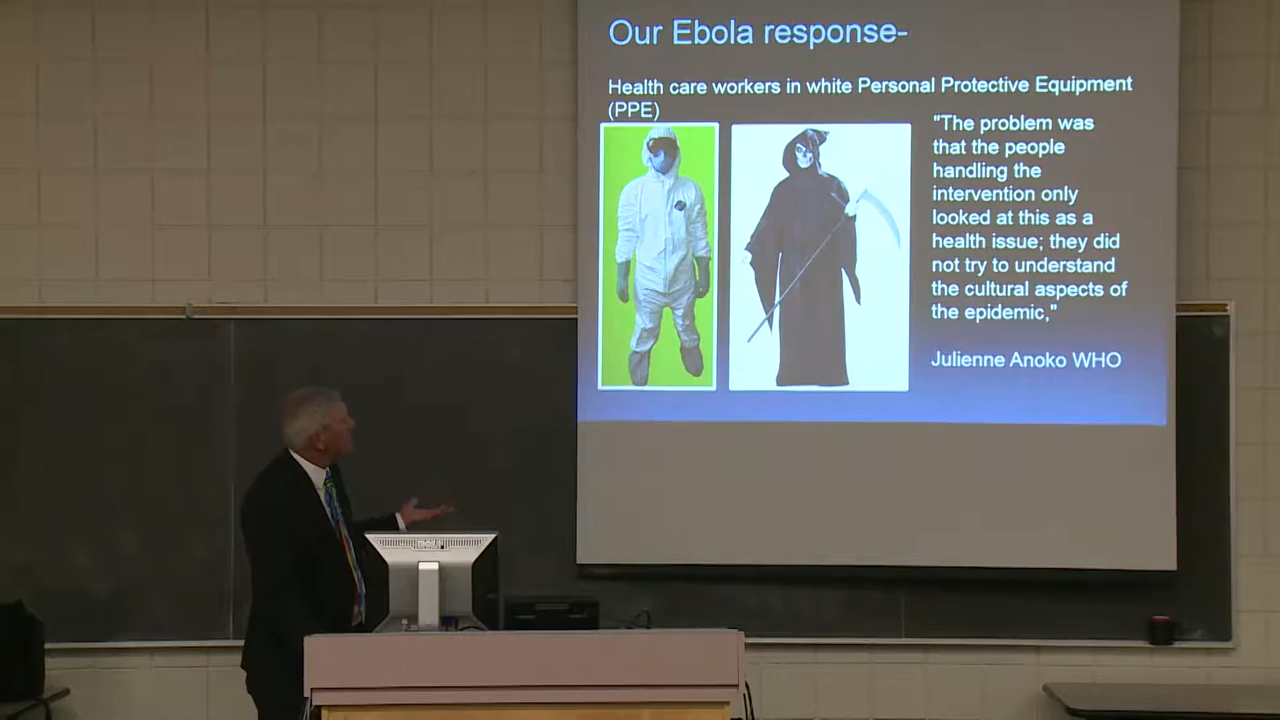 Our Ebola response-
Health care workers in white Personal Protective Equipment
(PPE)
"The problem was
that the people
handling the
intervention only
looked at this as a
health issue; they did
not try to understand
the cultural aspects of
the epidemic,"
Julienne Anoko WHO